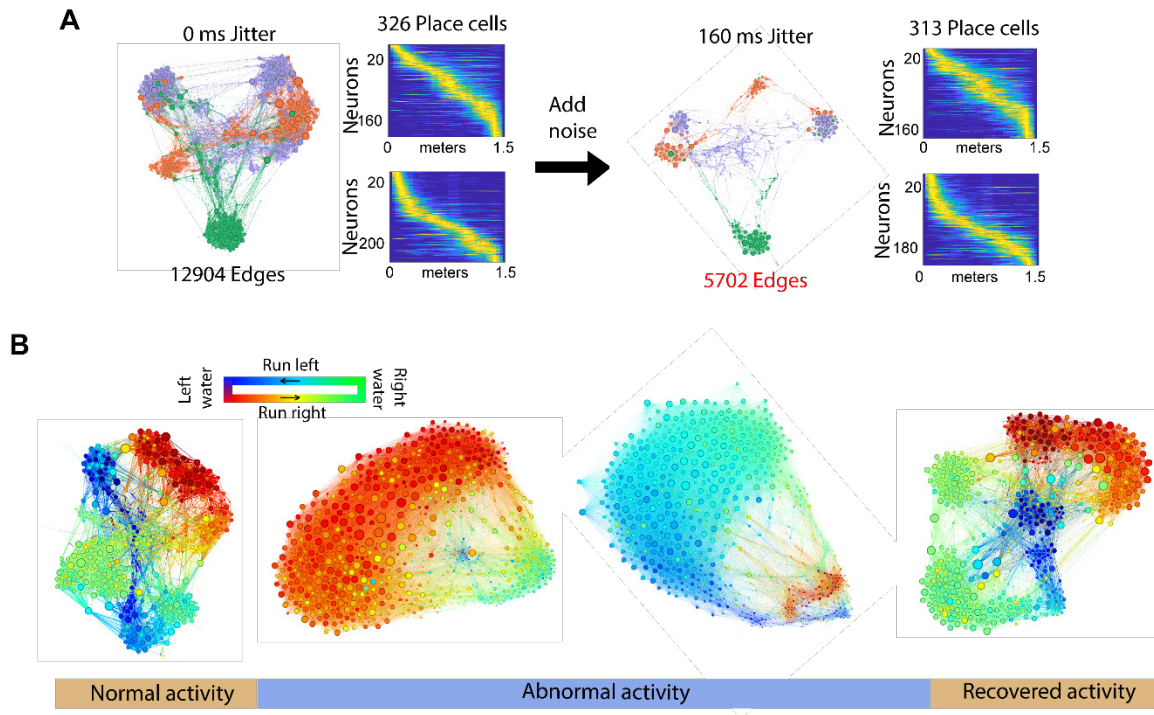 A
0 ms Jitter
12904 Edges
326 Place cells
Neurons
20
160
0 meters 1.5
Neurons
20
200
0 meters 1.5
Add
noise
160 ms Jitter
5702 Edges
313 Place cells
Neurons
20
160
0 meters 1.5
Neurons
20
180
0 meters 1.5
B
Left
water
Run left
Run right
Right
water
Normal activity
Abnormal activity
Recovered activity